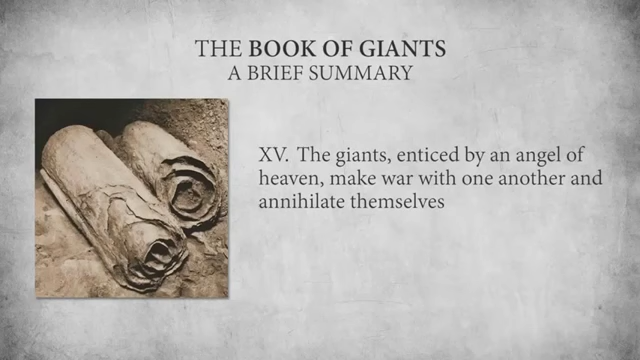 THE BOOK OF GIANTS
A BRIEF SUMMARY
XV. The giants, enticed by an angel of
heaven, make war with one another and
annihilate themselves